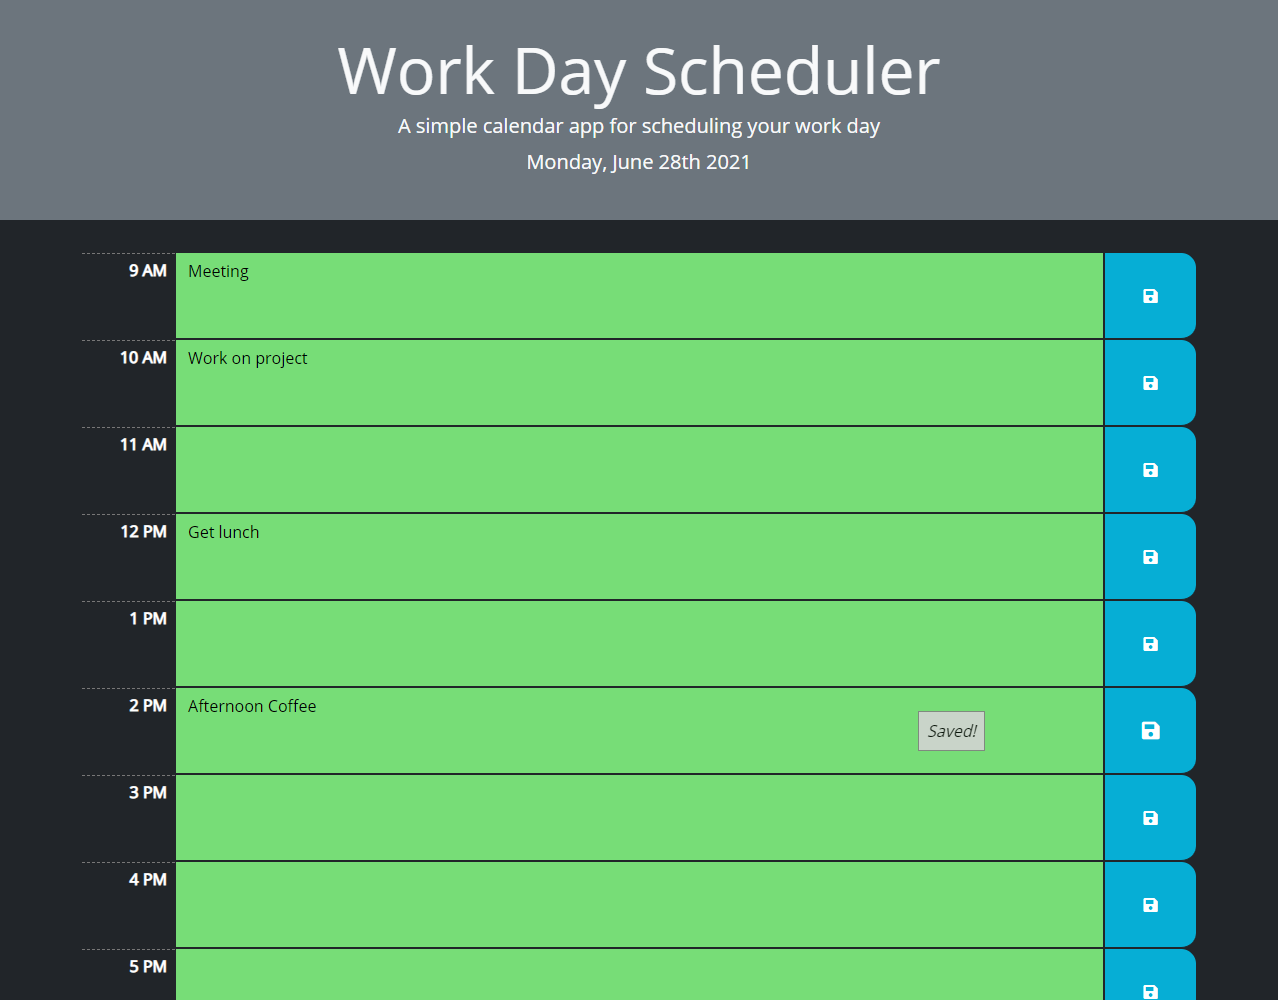 Work Day Scheduler
A simple calendar app for scheduling your work day
Monday, June 28th 2021
9 AM
Meeting
10 AM
Work on project
11 AM
12 PM
Get lunch
1 PM
2 PM
Afternoon Coffee
Saved!
3 PM
4 PM
5 PM